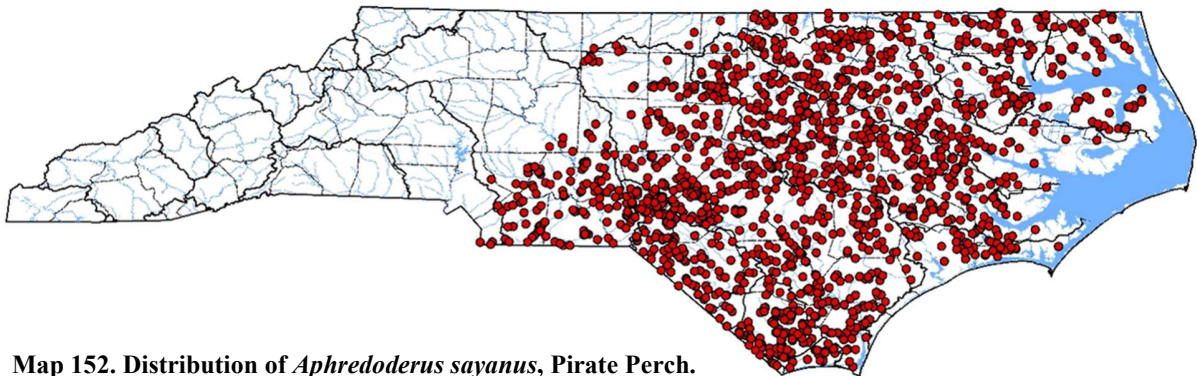 Map 152. Distribution of Aphredoderus sayanus, Pirate Perch.